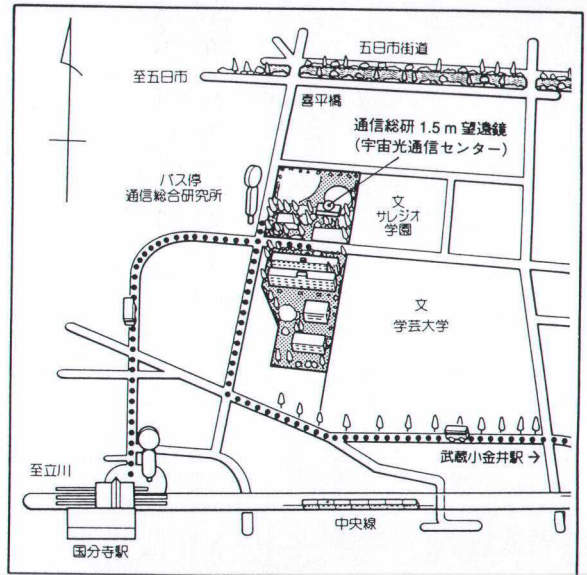 五日市街道
至五日市
喜平橋
通信総研 1.5 m 望遠鏡
(宇宙光通信センター)
バス停
通信総合研究所
文
サレジオ
学園
文
学芸大学
武蔵小金井駅→
至立川
中央線
国分寺駅